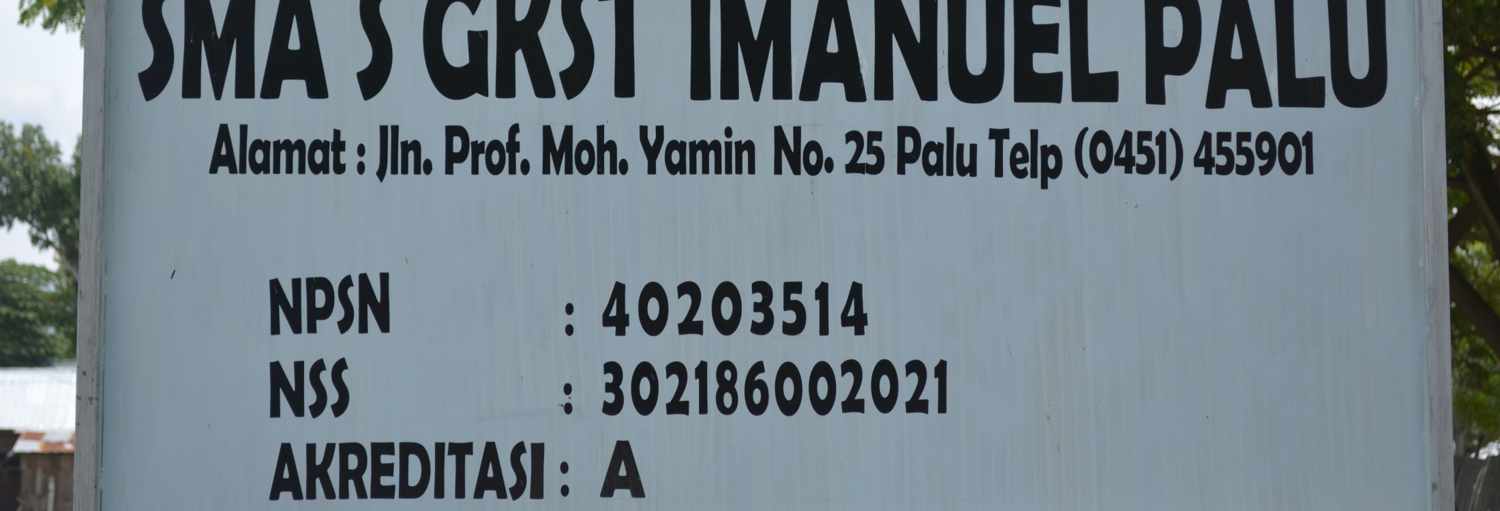 SMA S GKST IMANUEL PALU
Alamat : Jln. Prof. Moh. Yamin No. 25 Palu Telp (0451) 455901
NPSN : 40203514
NSS : 302186002021
AKREDITASI : A